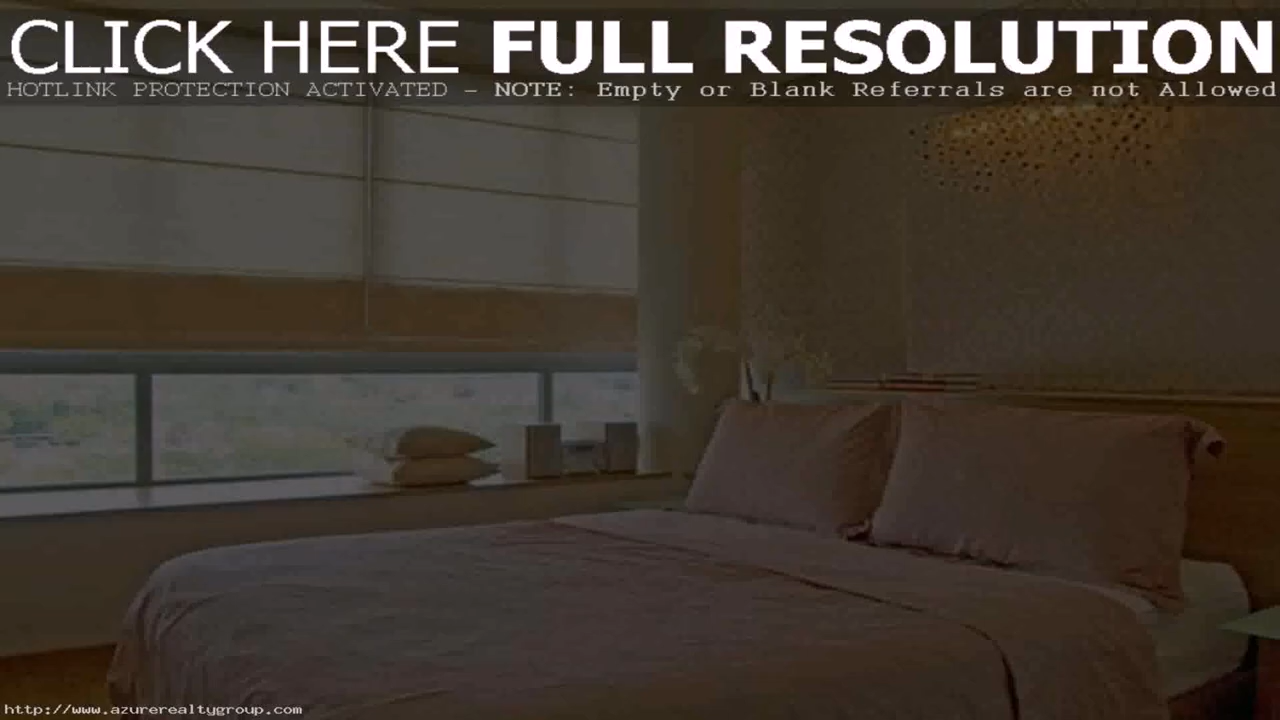 CLICK HERE FULL RESOLUTION
HOTLINK PROTECTION ACTIVATED – NOTE: Empty or Blank Referrals are not Allowed
http://www.azurerealtygroup.com